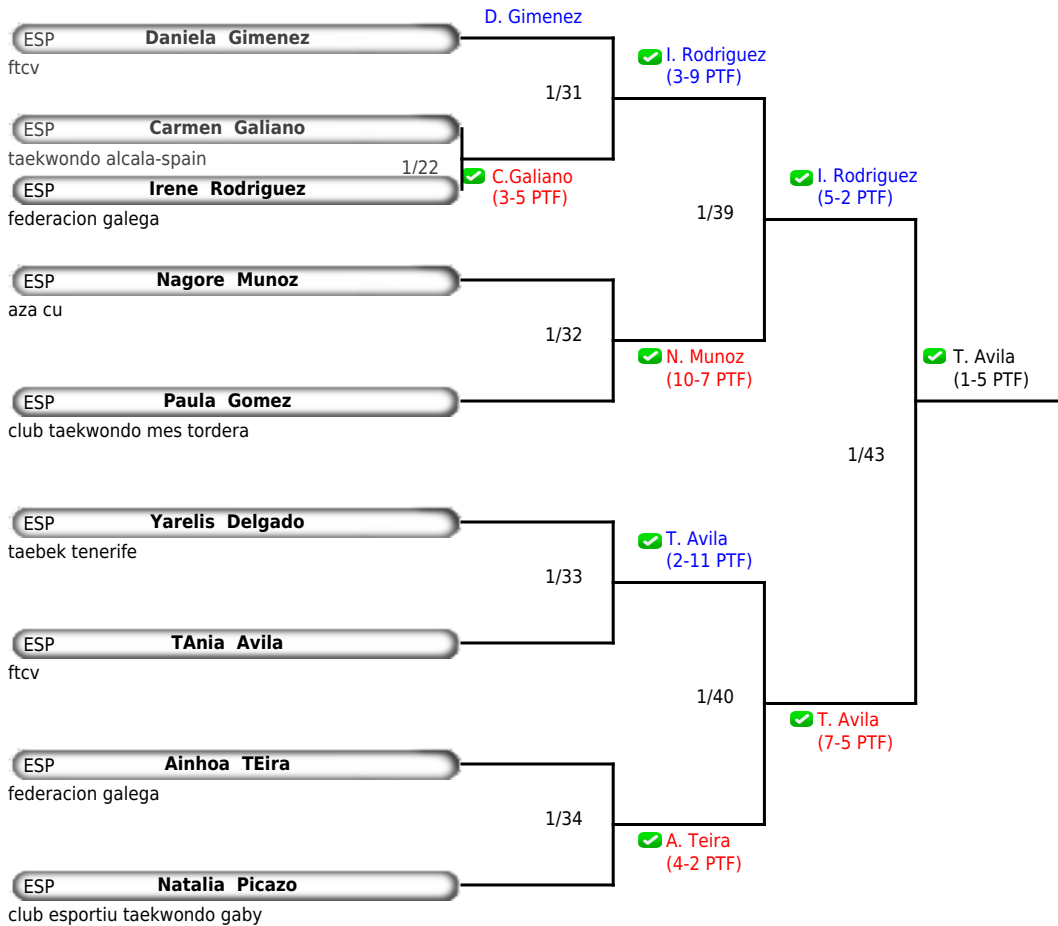 D. Gimenez
ESP Daniela Gimenez
ftcv
I. Rodriguez
(3-9 PTF)
1/31
ESP Carmen Galiano
taekwondo alcala-spain
1/22
C.Galiano
(3-5 PTF)
I. Rodriguez
(5-2 PTF)
ESP Irene Rodriguez
federacion galega
1/39
ESP Nagore Munoz
aza cu
1/32
N. Munoz
(10-7 PTF)
T. Avila
(1-5 PTF)
ESP Paula Gomez
club taekwondo mes tordera
1/43
ESP Yarelis Delgado
taebek tenerife
T. Avila
(2-11 PTF)
1/33
ESP TAnia Avila
ftcv
1/40
T. Avila
(7-5 PTF)
ESP Ainhoa TEira
federacion galega
1/34
A. Teira
(4-2 PTF)
ESP Natalia Picazo
club esportiu taekwondo gaby